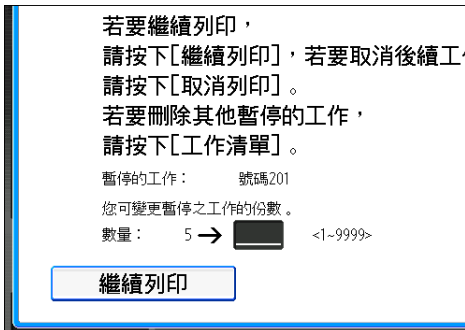 若要繼續列印，
請按下[繼續列印]，若要取消後續工
請按下[取消列印]。
若要刪除其他暫停的工作，
請按下[工作清單]。
暫停的工作： 號碼201
您可變更暫停之工作的份數。
數量： 5 → <1~9999>
繼續列印